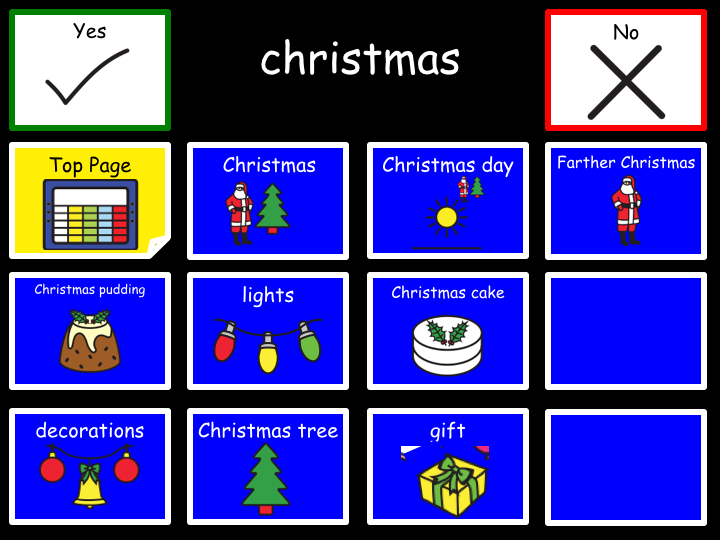 Yes
christmas
No
Top Page
Christmas
Christmas day
Farther Christmas
Christmas pudding
lights
Christmas cake
decorations
Christmas tree
gift